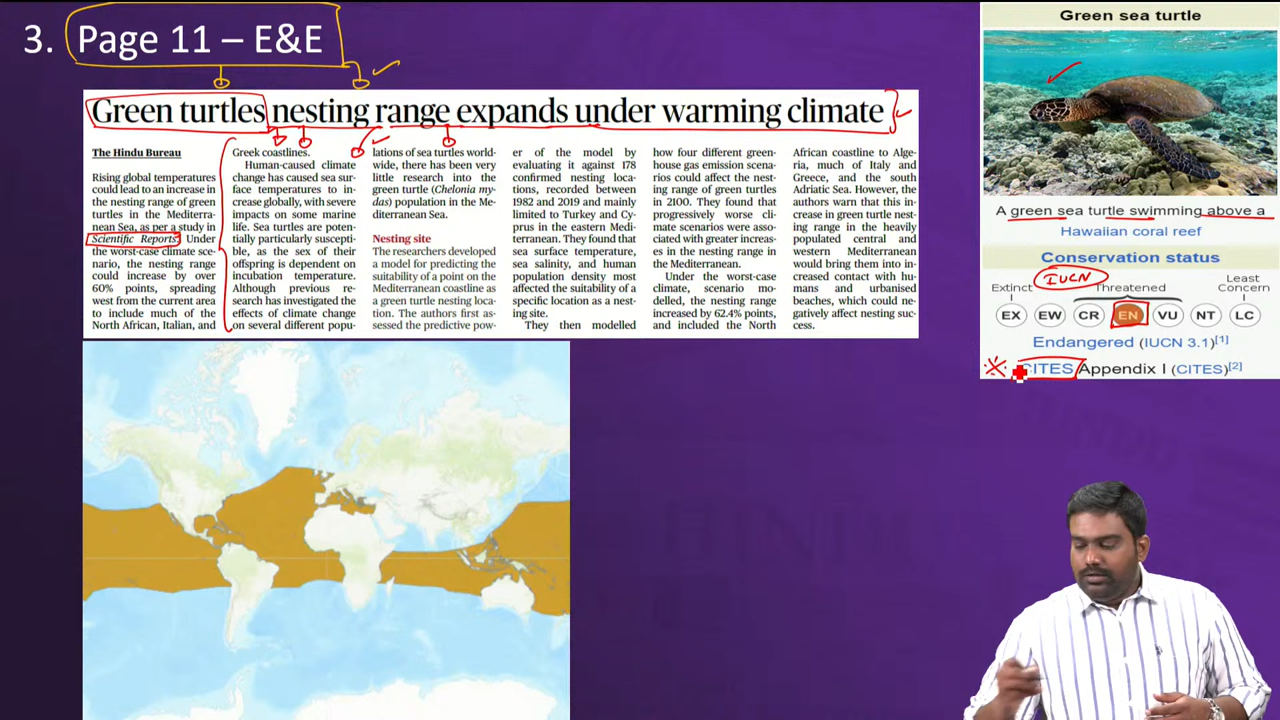 3. Page 11 – E&E
Green turtles nesting range expands under warming climate
The Hindu Bureau
Rising global temperatures
could lead to an increase in
the nesting range of green
turtles in the Mediterra-
nean Sea, as per a study in
Scientific Reports. Under
the worst-case climate sce-
nario, the nesting range
could increase by over
60% points, spreading
west from the current area
to include much of the
North African, Italian, and
Greek coastlines.
Human-caused climate
change has caused sea sur-
face temperatures to in-
crease globally, with severe
impacts on some marine
life. Sea turtles are poten-
tially particularly suscepti-
ble, as the sex of their
offspring is dependent on
incubation temperature.
Although previous re-
search has investigated the
effects of climate change
on several different popu-
lations of sea turtles world-
wide, there has been very
little research into the
green turtle (Chelonia my-
das) population in the Me-
diterranean Sea.
Nesting site
The researchers developed
a model for predicting the
suitability of a point on the
Mediterranean coastline as
a green turtle nesting loca-
tion. The authors first as-
sessed the predictive pow-
er of the model by
evaluating it against 178
confirmed nesting loca-
tions, recorded between
1982 and 2019 and mainly
limited to Turkey and Cy-
prus in the eastern Medi-
terranean. They found that
sea surface temperature,
sea salinity, and human
population density most
affected the suitability of a
specific location as a nest-
ing site.
They then modelled
how four different green-
house gas emission scena-
rios could affect the nest-
ing range of green turtles
in 2100. They found that
progressively worse cli-
mate scenarios were asso-
ciated with greater increas-
es in the nesting range in
the Mediterranean.
Under the worst-case
climate, scenario mo-
delled, the nesting range
increased by 62.4% points,
and included the North
African coastline to Alge-
ria, much of Italy and
Greece, and the south
Adriatic Sea. However, the
authors warn that this in-
crease in green turtle nest-
ing range in the heavily
populated central and
western Mediterranean
would bring them into in-
creased contact with hu-
mans and urbanised
beaches, which could ne-
gatively affect nesting suc-
cess.
Green sea turtle
A green sea turtle swimming above a
Hawaiian coral reef
Conservation status
IUCN
Extinct Threatened Least Concern
EX EW CR EN VU NT LC
Endangered (IUCN 3.1)[1]
CITES Appendix I (CITES)[2]